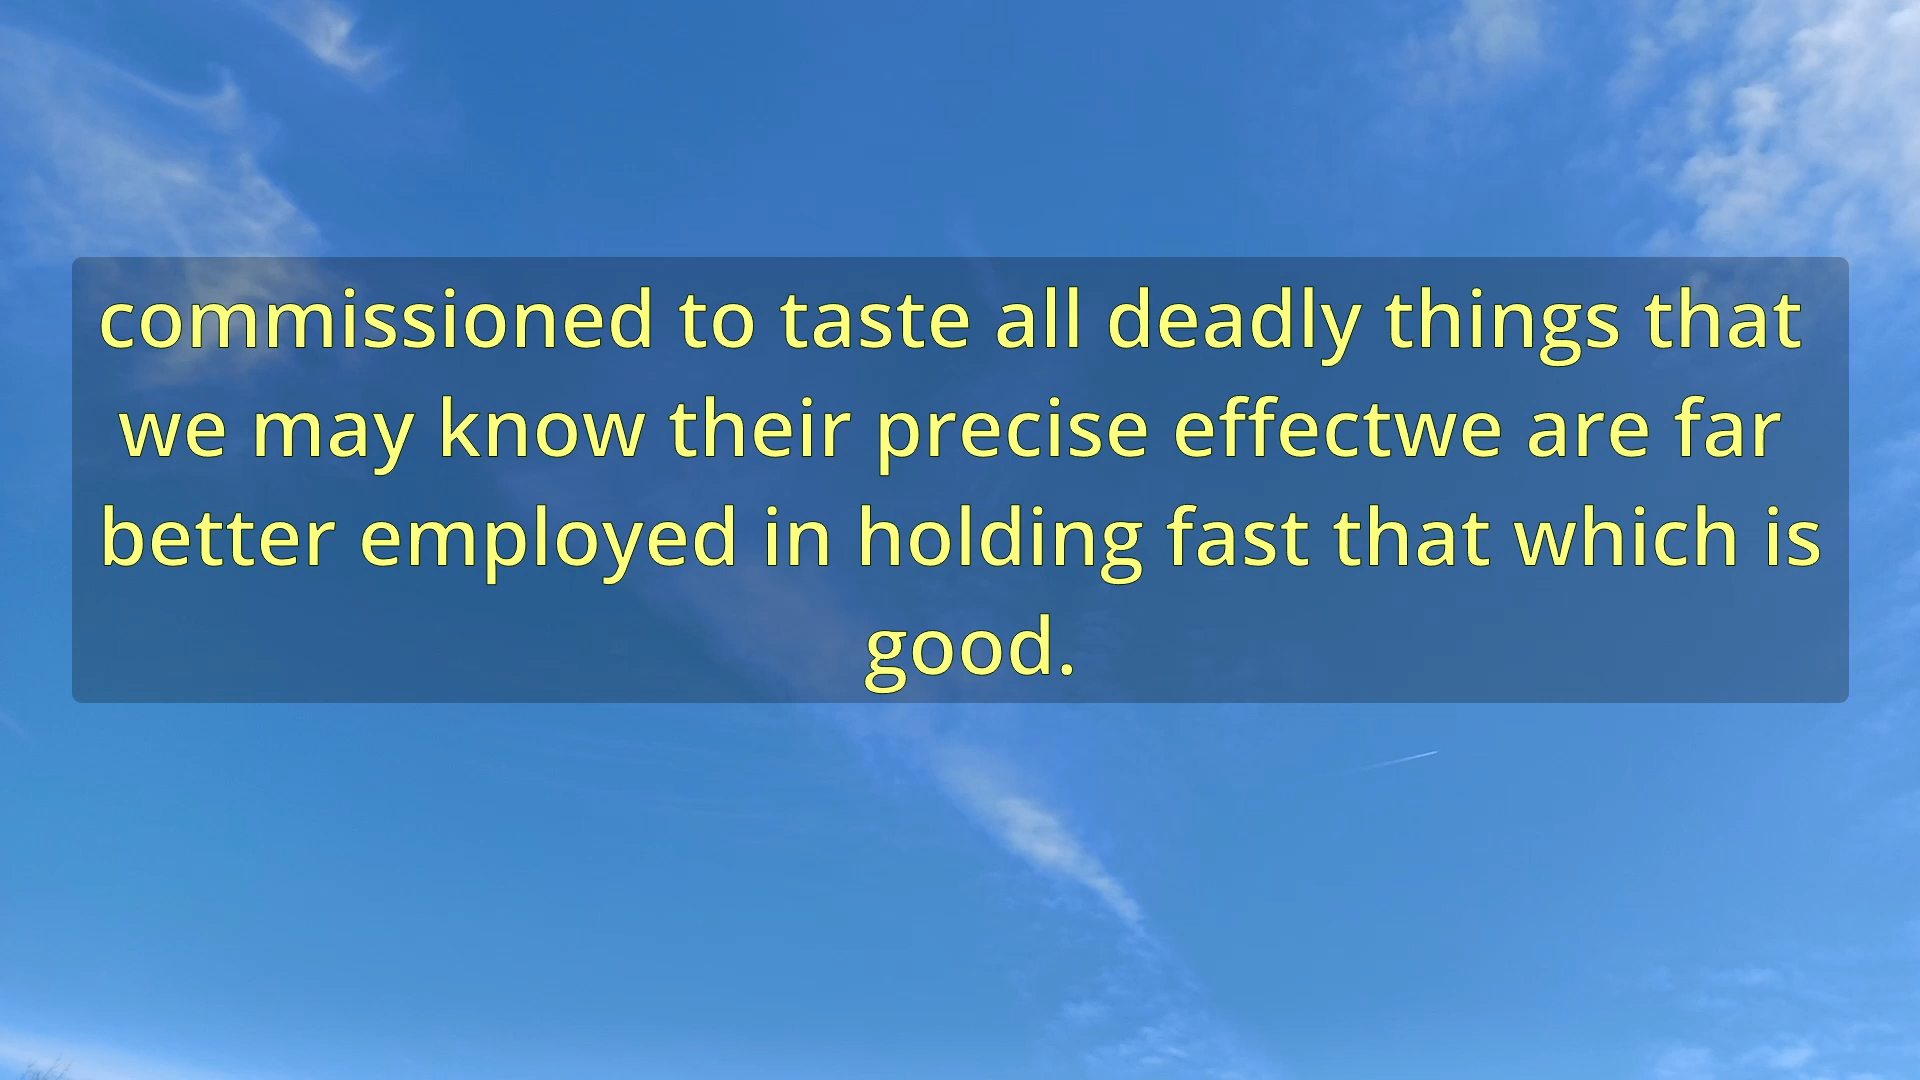 commissioned to taste all deadly things that
we may know their precise effectwe are far
better employed in holding fast that which is
good.